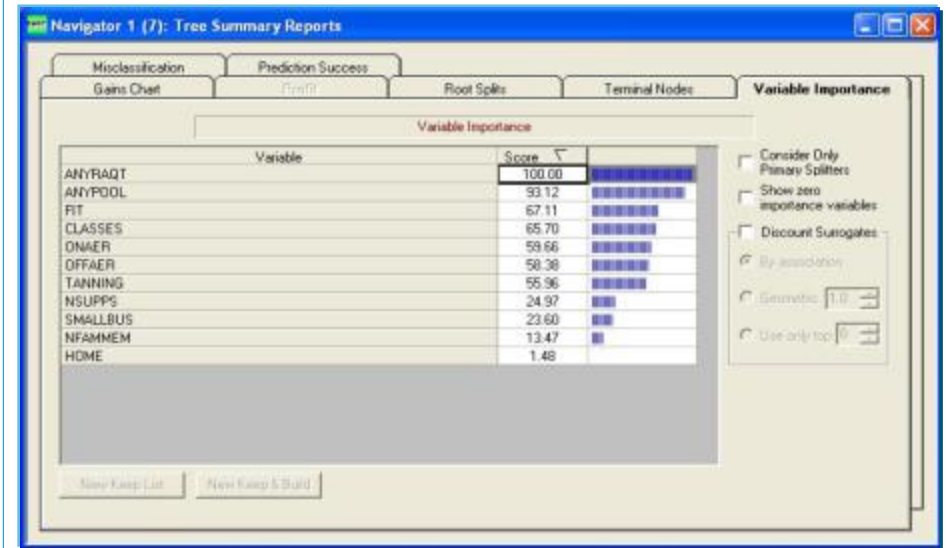 Navigator 1 (7): Tree Summary Reports
Misclassification Prediction Success
Gains Chart Profit Root Splits Terminal Nodes Variable Importance
Variable Importance
Variable Score
ANYRAQT 100.00
ANYPOOL 93.12
FIT 67.11
CLASSES 65.70
ONAER 59.66
OFFAER 58.38
TANNING 55.96
NSUPPS 24.97
SMALLBUS 23.60
NFAMMEM 13.47
HOME 1.48
Consider Only
Primary Splitters
Show zero
importance variables
Discount Surrogates
By association
Geometric: 1.0
Use only top: 0
New Keep List New Keep & Build